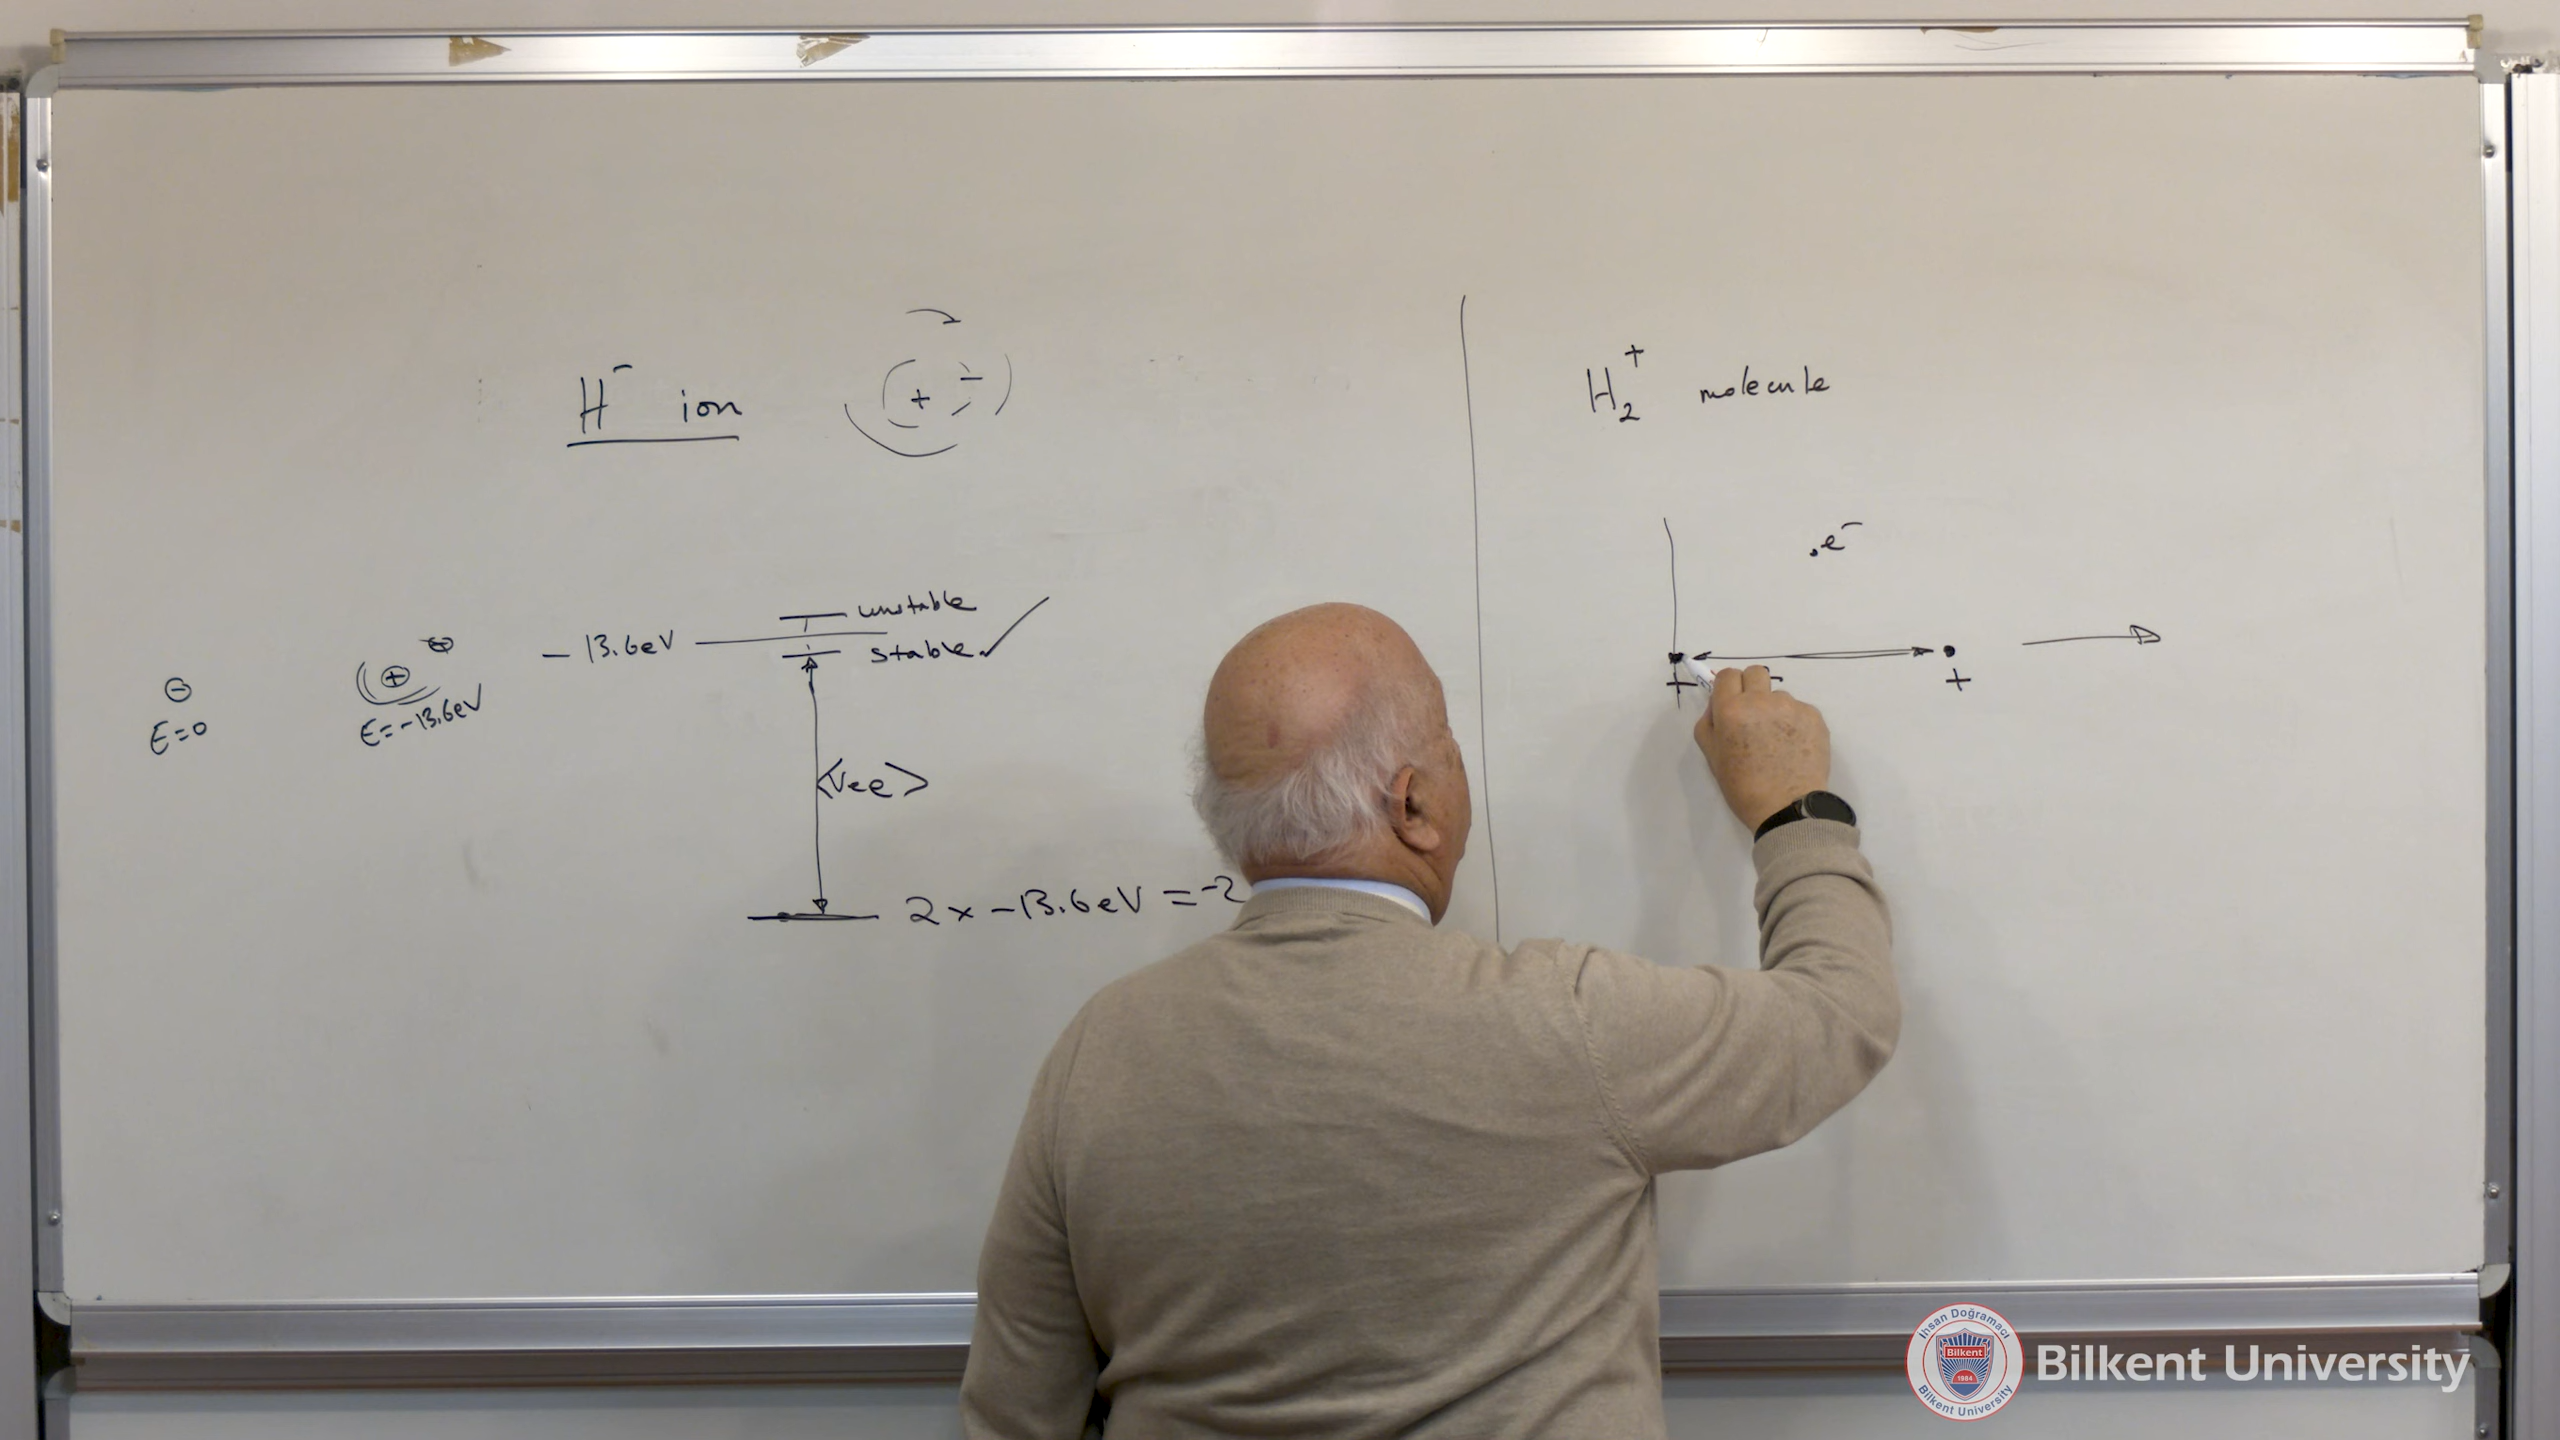 H⁻ ion
+ -
unstable
- 13.6eV
stable ✓
-
E=0
+ -
E=-13.6eV
<Vee>
2 x -13.6eV = -2
H₂⁺ molecule
.e⁻
+ +
İhsan Doğramacı
Bilkent
1984
Bilkent University
Bilkent University